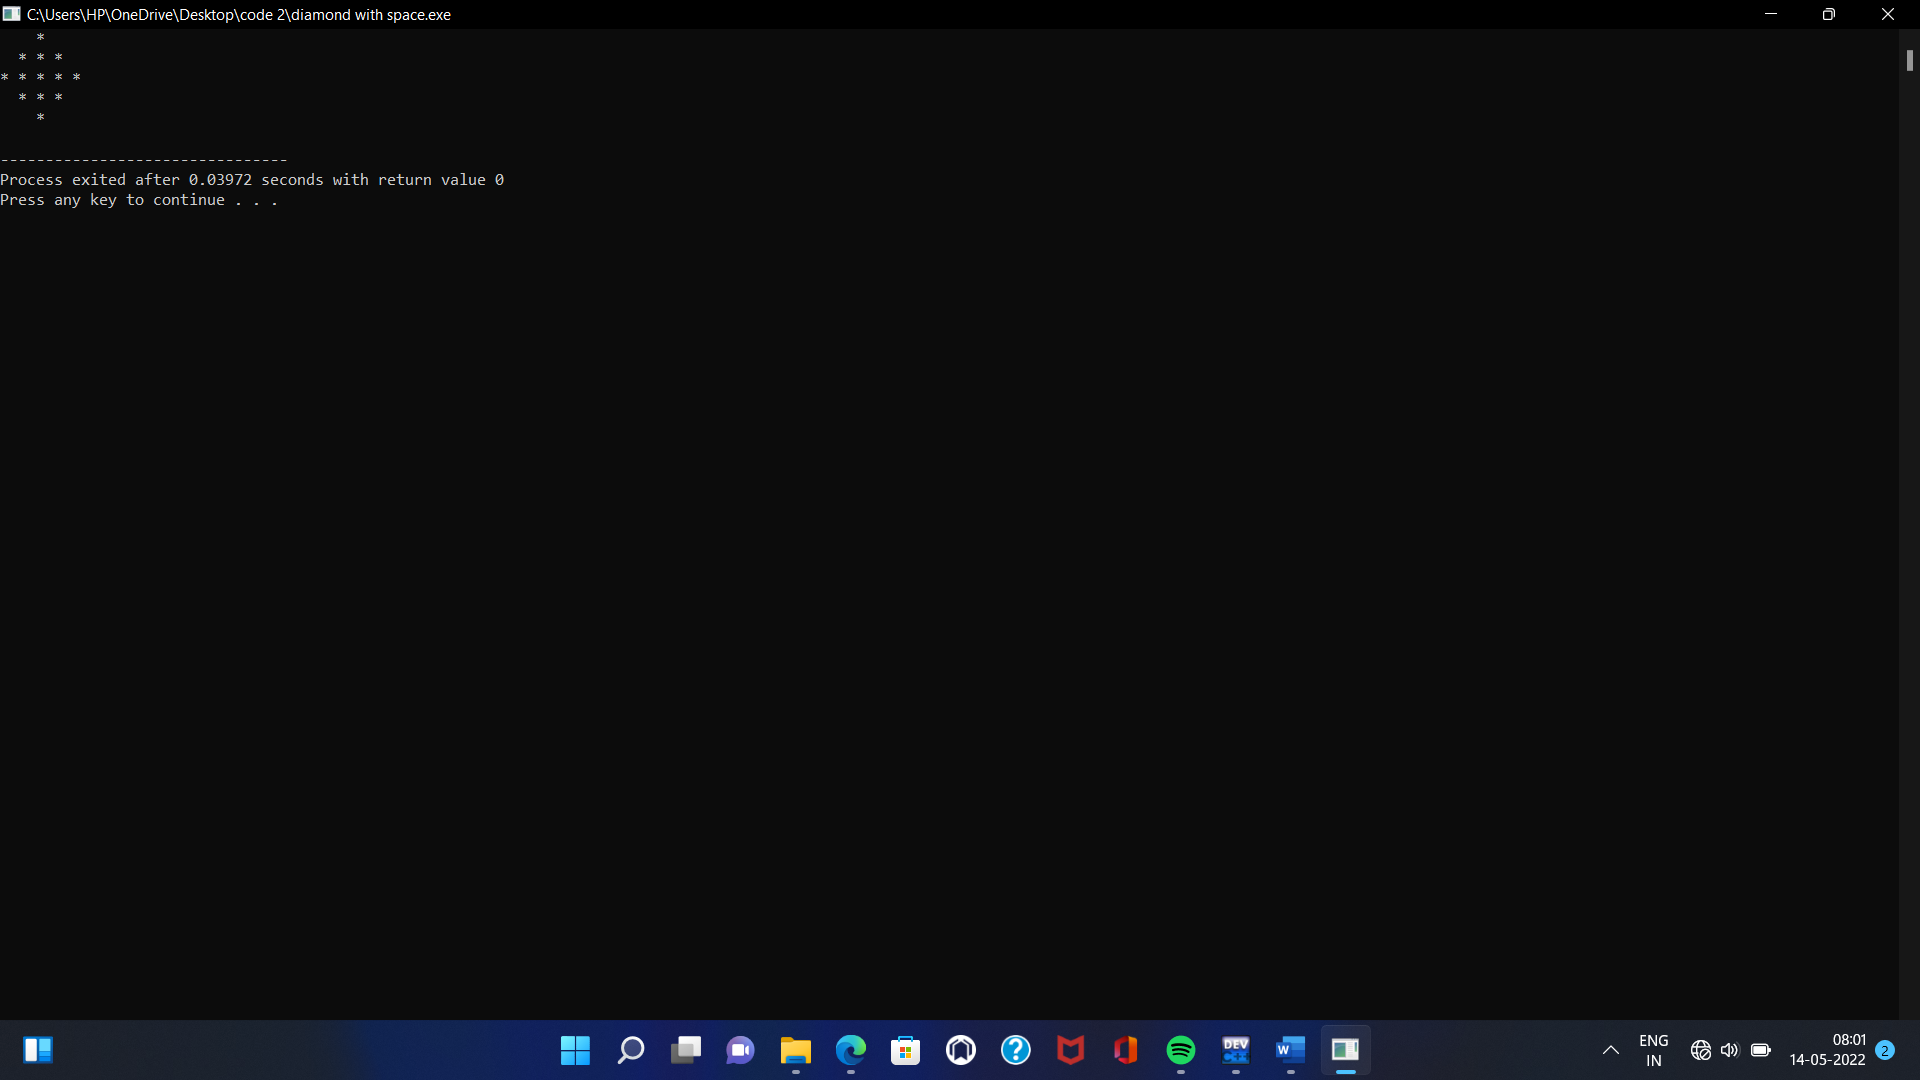 C:\Users\HP\OneDrive\Desktop\code 2\diamond with space.exe
    *
  * * *
* * * * *
  * * *
    *
--------------------------------
Process exited after 0.03972 seconds with return value 0
Press any key to continue . . .
DEV
C++
W
ENG
IN
08:01
14-05-2022
2